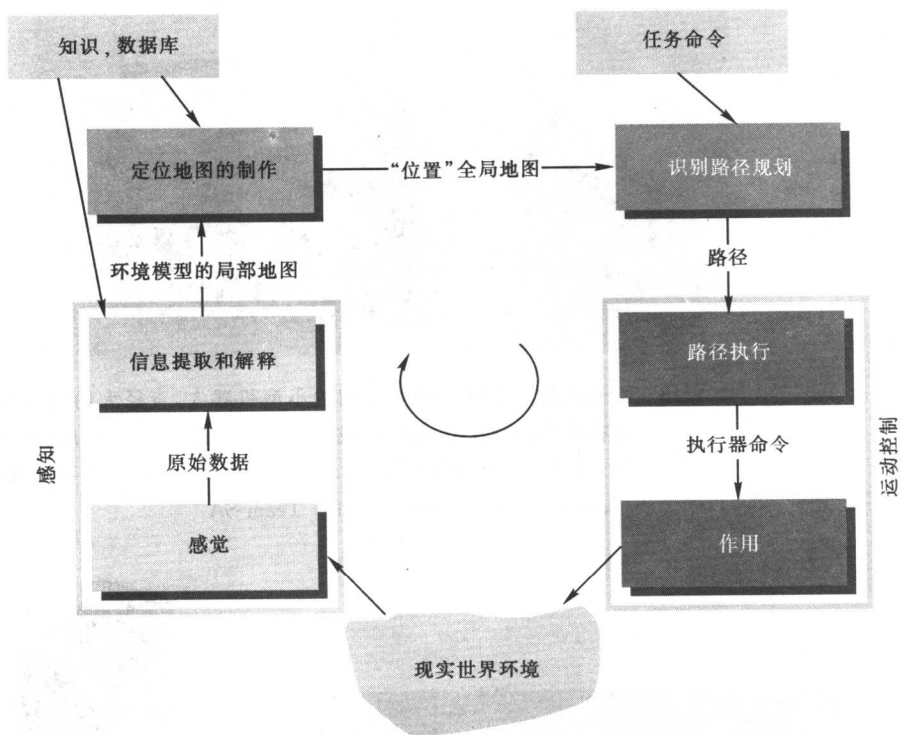 知识,数据库
任务命令
定位地图的制作
“位置”全局地图
识别路径规划
环境模型的局部地图
路径
信息提取和解释
路径执行
感知
原始数据
执行器命令
运动控制
感觉
作用
现实世界环境